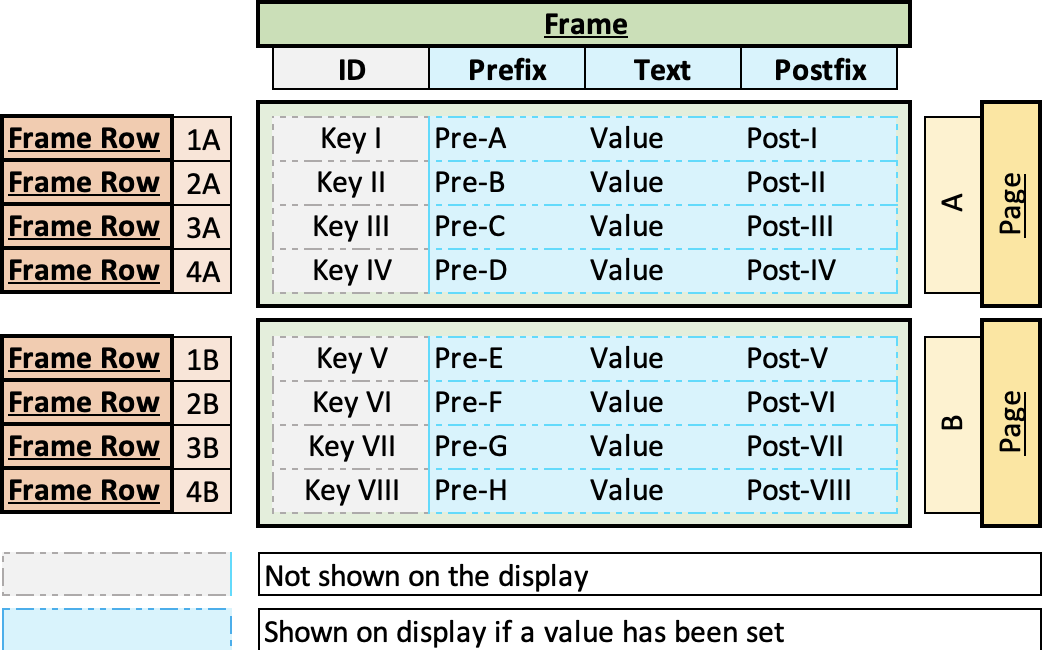 Frame
ID Prefix Text Postfix
Frame Row 1A Key I Pre-A Value Post-I
Frame Row 2A Key II Pre-B Value Post-II
Frame Row 3A Key III Pre-C Value Post-III
Frame Row 4A Key IV Pre-D Value Post-IV
A
Page
Frame Row 1B Key V Pre-E Value Post-V
Frame Row 2B Key VI Pre-F Value Post-VI
Frame Row 3B Key VII Pre-G Value Post-VII
Frame Row 4B Key VIII Pre-H Value Post-VIII
B
Page
Not shown on the display
Shown on display if a value has been set